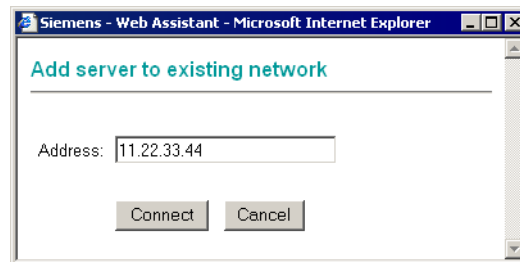 Siemens - Web Assistant - Microsoft Internet Explorer
Add server to existing network
Address: 11.22.33.44
Connect Cancel